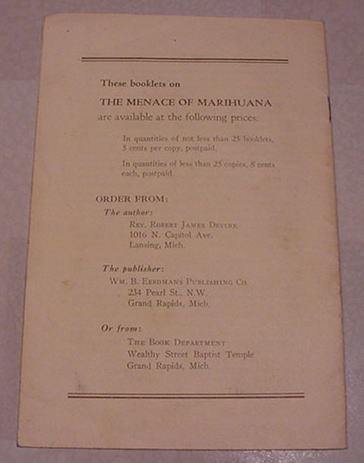 These booklets on
THE MENACE OF MARIHUANA
are available at the following prices:
In quantities of not less than 25 booklets,
5 cents per copy, postpaid.
In quantities of less than 25 copies, 8 cents
each, postpaid.
ORDER FROM:
The author:
REV. ROBERT JAMES DEVINE
1016 N. Capitol Ave.
Lansing, Mich.
The publisher:
WM. B. EERDMANS PUBLISHING CO.
234 Pearl St., N.W.
Grand Rapids, Mich.
Or from:
THE BOOK DEPARTMENT
Wealthy Street Baptist Temple
Grand Rapids, Mich.